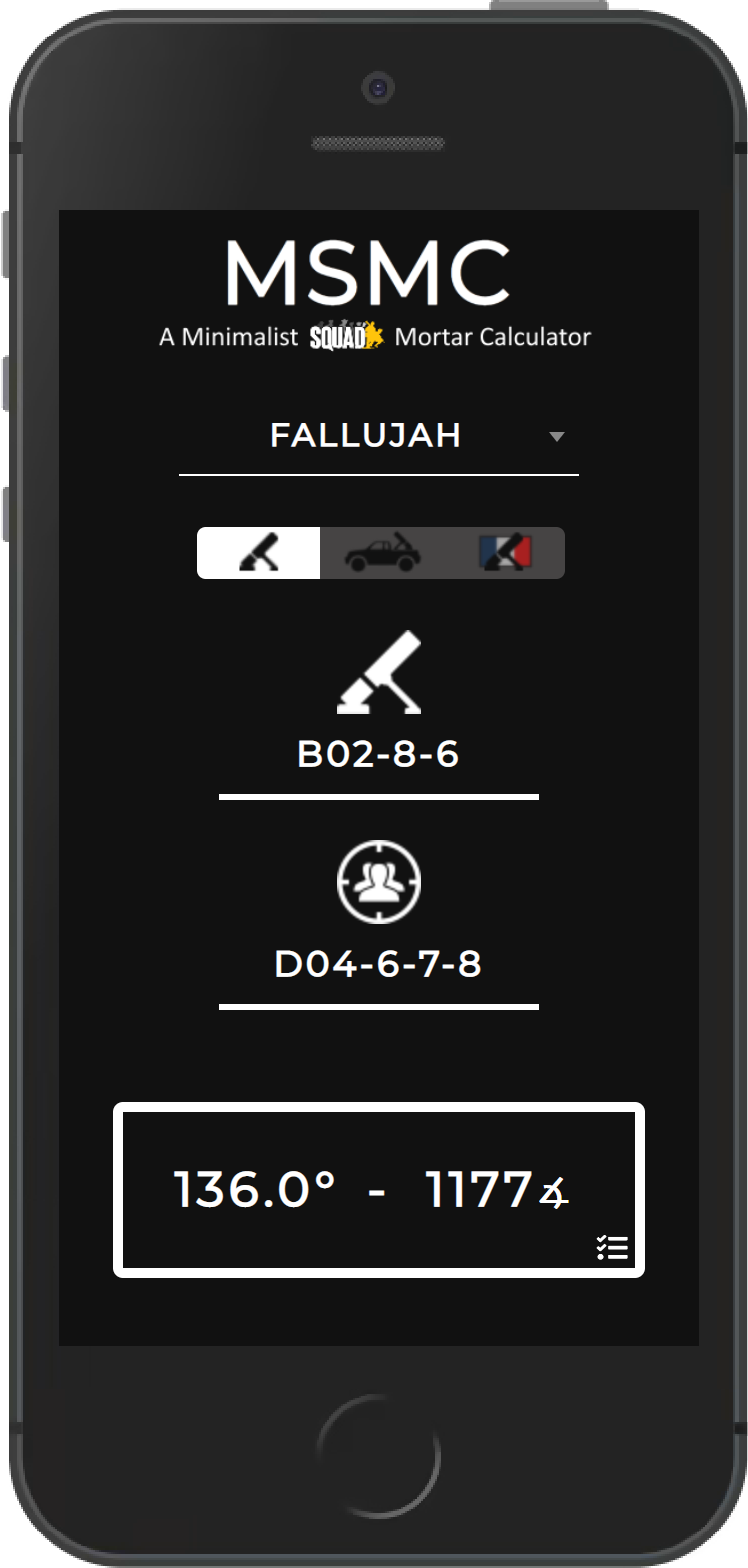 MSMC
A Minimalist SQUAD Mortar Calculator
FALLUJAH
B02-8-6
D04-6-7-8
136.0° - 1177∡